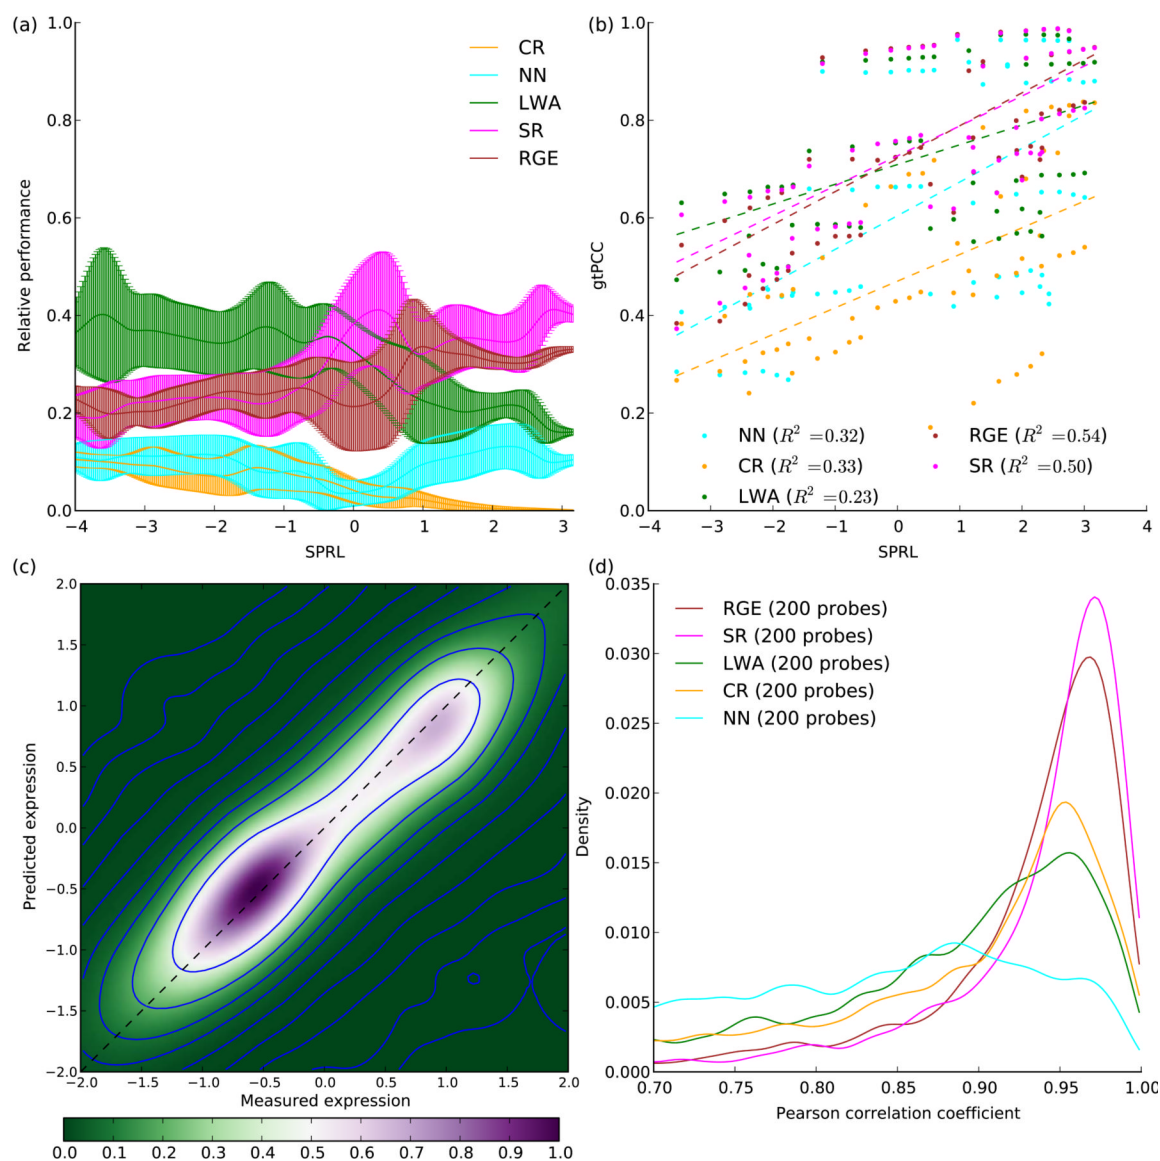 (a)
1.0
0.8
0.6
0.4
0.2
0.0
Relative performance
CR
NN
LWA
SR
RGE
−4 −3 −2 −1 0 1 2 3
SPRL
(b)
1.0
0.8
0.6
0.4
0.2
0.0
gtPCC
NN (R² =0.32)
CR (R² =0.33)
LWA (R² =0.23)
RGE (R² =0.54)
SR (R² =0.50)
−4 −3 −2 −1 0 1 2 3 4
SPRL
(c)
2.0
1.5
1.0
0.5
0.0
−0.5
−1.0
−1.5
−2.0
Predicted expression
−2.0 −1.5 −1.0 −0.5 0.0 0.5 1.0 1.5 2.0
Measured expression
0.0 0.1 0.2 0.3 0.4 0.5 0.6 0.7 0.8 0.9 1.0
(d)
0.035
0.030
0.025
0.020
0.015
0.010
0.005
0.000
Density
RGE (200 probes)
SR (200 probes)
LWA (200 probes)
CR (200 probes)
NN (200 probes)
0.70 0.75 0.80 0.85 0.90 0.95 1.00
Pearson correlation coefficient